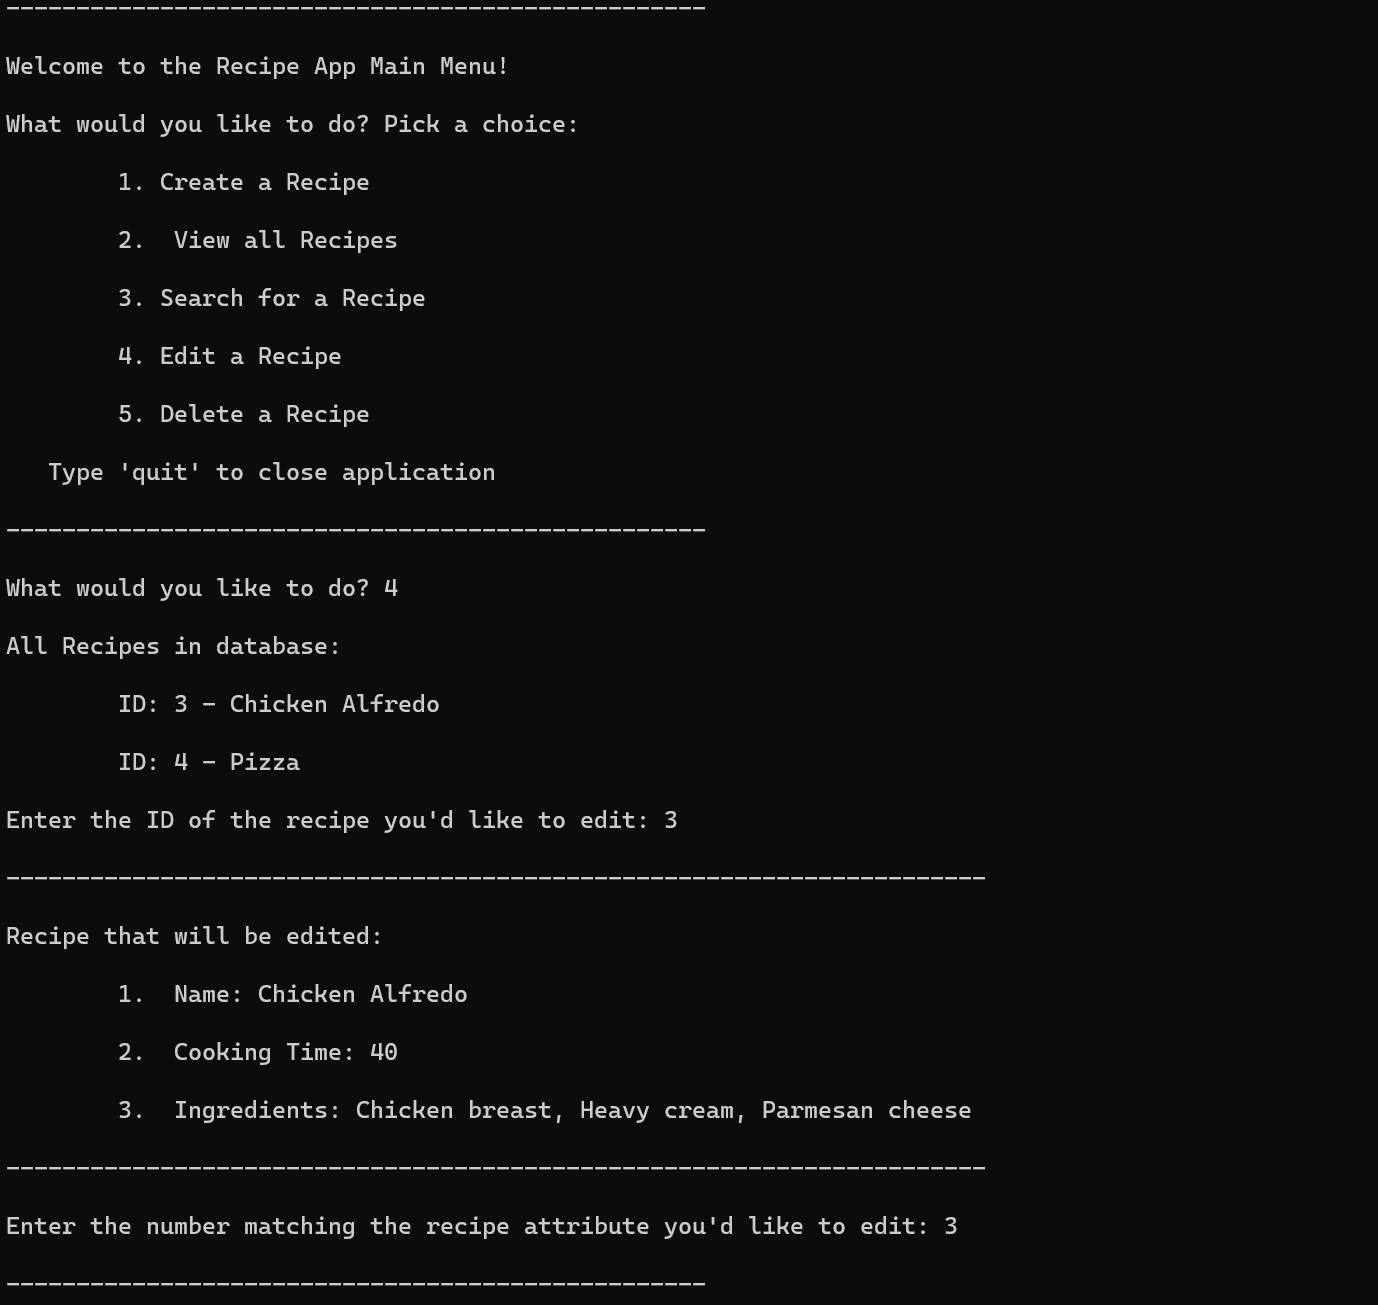 --------------------------------------------------
Welcome to the Recipe App Main Menu!
What would you like to do? Pick a choice:
        1. Create a Recipe
        2.  View all Recipes
        3. Search for a Recipe
        4. Edit a Recipe
        5. Delete a Recipe
   Type 'quit' to close application
--------------------------------------------------
What would you like to do? 4
All Recipes in database:
        ID: 3 - Chicken Alfredo
        ID: 4 - Pizza
Enter the ID of the recipe you'd like to edit: 3
----------------------------------------------------------------------
Recipe that will be edited:
        1.  Name: Chicken Alfredo
        2.  Cooking Time: 40
        3.  Ingredients: Chicken breast, Heavy cream, Parmesan cheese
----------------------------------------------------------------------
Enter the number matching the recipe attribute you'd like to edit: 3
--------------------------------------------------